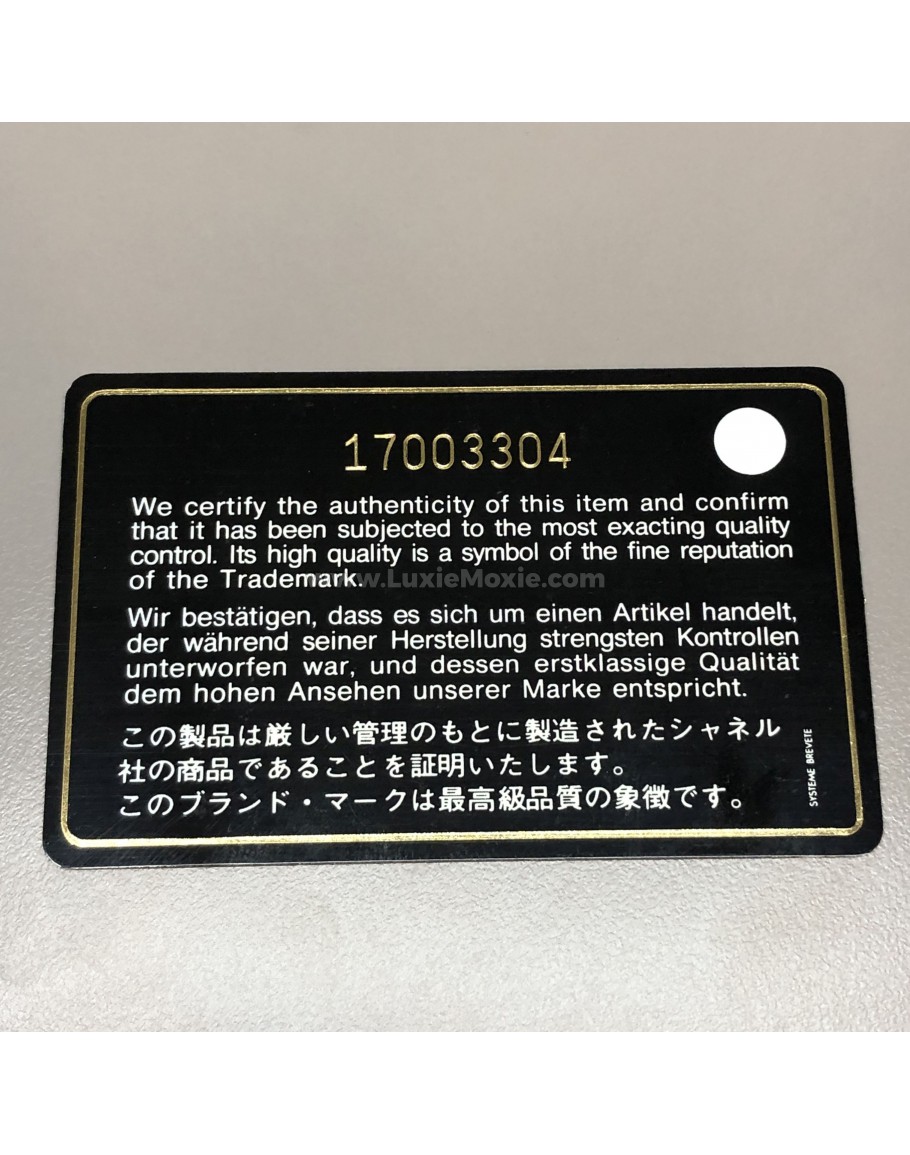 17003304
We certify the authenticity of this item and confirm
that it has been subjected to the most exacting quality
control. Its high quality is a symbol of the fine reputation
of the Trademark.
www.LuxieMoxie.com
Wir bestätigen, dass es sich um einen Artikel handelt,
der während seiner Herstellung strengsten Kontrollen
unterworfen war, und dessen erstklassige Qualität
dem hohen Ansehen unserer Marke entspricht.
この製品は厳しい管理のもとに製造されたシャネル
社の商品であることを証明いたします。
このブランド・マークは最高級品質の象徴です。
SYSTEME BREVETE